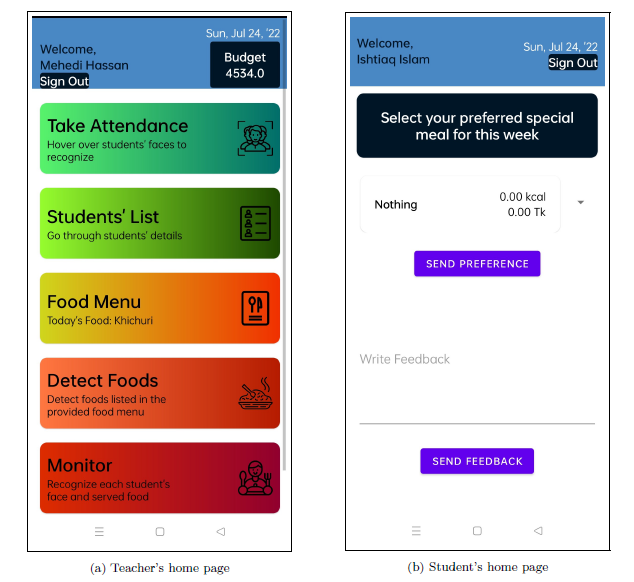 Sun, Jul 24, '22
Welcome,
Mehedi Hassan
Sign Out
Budget
4534.0
Take Attendance
Hover over students' faces to
recognize
Students' List
Go through students' details
Food Menu
Today's Food: Khichuri
Detect Foods
Detect foods listed in the
provided food menu
Monitor
Recognize each student's
face and served food
(a) Teacher's home page
Welcome,
Ishtiaq Islam
Sun, Jul 24, '22
Sign Out
Select your preferred special
meal for this week
Nothing
0.00 kcal
0.00 Tk
SEND PREFERENCE
Write Feedback
SEND FEEDBACK
(b) Student's home page